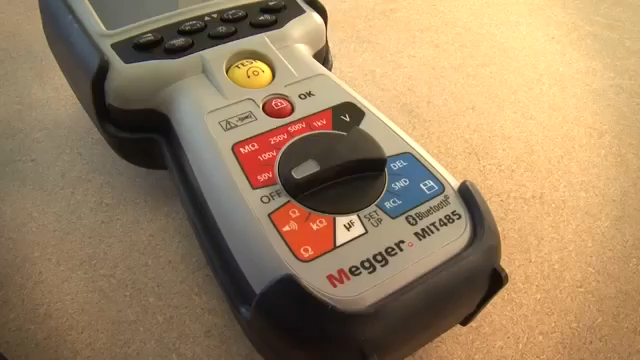 TEST
OK
MΩ
50V
100V
250V
500V
1kV
V
OFF
Ω
kΩ
Ω
µF
SET UP
DEL
SND
RCL
Bluetooth®
Megger.
MIT485